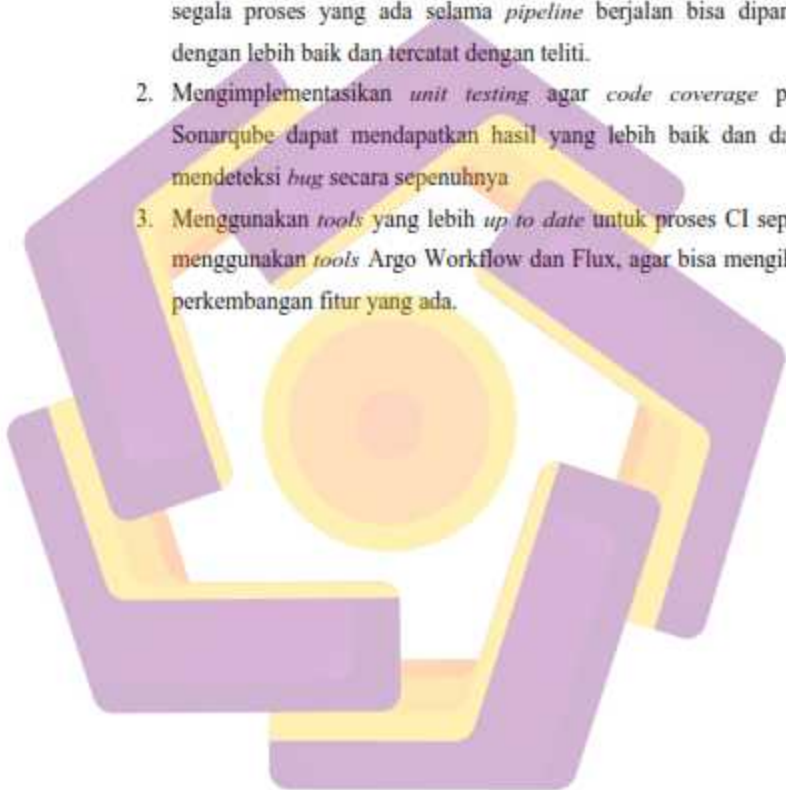 segala proses yang ada selama pipeline berjalan bisa dipan
dengan lebih baik dan tercatat dengan teliti.
2. Mengimplementasikan unit testing agar code coverage p
Sonarqube dapat mendapatkan hasil yang lebih baik dan da
mendeteksi bug secara sepenuhnya
3. Menggunakan tools yang lebih up to date untuk proses CI sep
menggunakan tools Argo Workflow dan Flux, agar bisa mengil
perkembangan fitur yang ada.